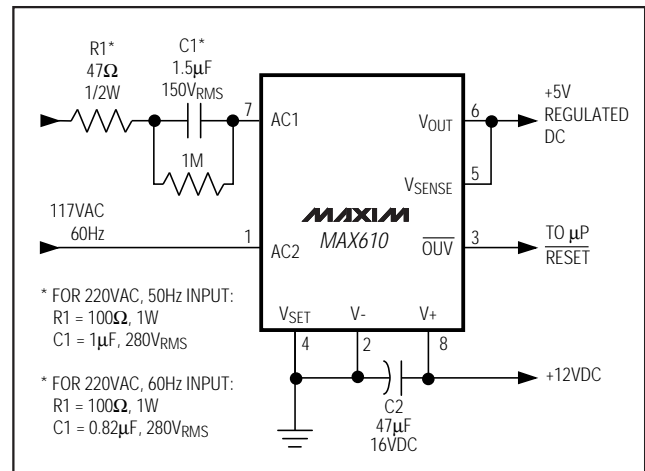 R1*
47Ω
1/2W
C1*
1.5μF
150VRMS
1M
117VAC
60Hz
7
AC1
1
AC2
VOUT
6
VSENSE
5
MAXIM
MAX610
OUV
3
VSET
4
V-
2
V+
8
+5V
REGULATED
DC
TO μP
RESET
+12VDC
C2
47μF
16VDC
* FOR 220VAC, 50Hz INPUT:
R1 = 100Ω, 1W
C1 = 1μF, 280VRMS
* FOR 220VAC, 60Hz INPUT:
R1 = 100Ω, 1W
C1 = 0.82μF, 280VRMS